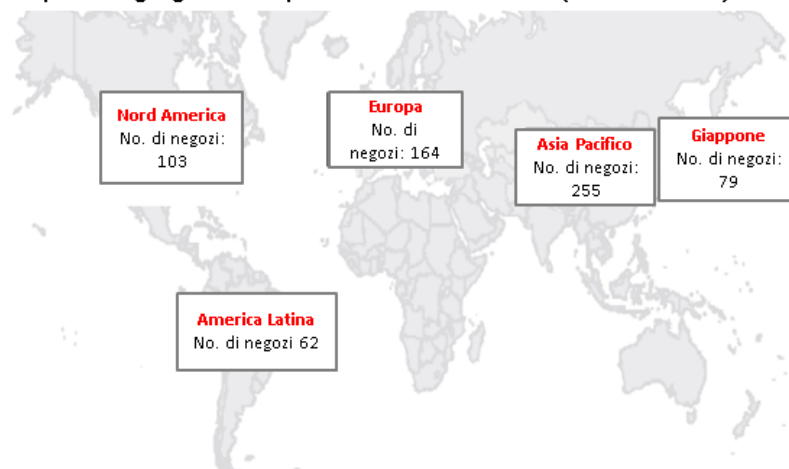 Nord America
No. di negozi:
103
Europa
No. di
negozi: 164
Asia Pacifico
No. di negozi:
255
Giappone
No. di negozi:
79
America Latina
No. di negozi 62